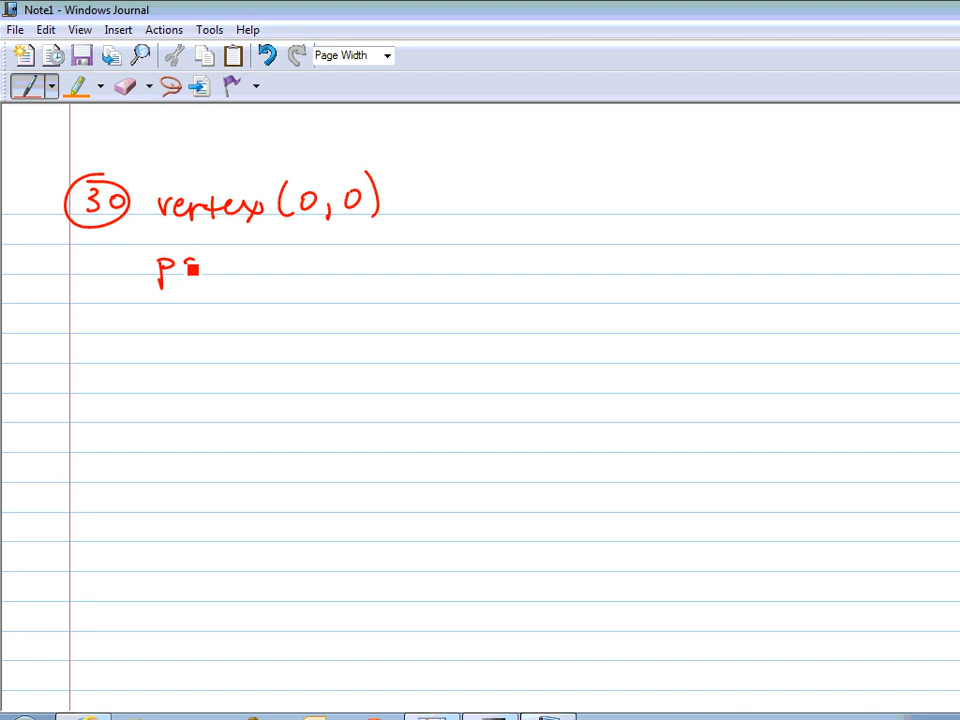 Note1 - Windows Journal
File Edit View Insert Actions Tools Help
Page Width
30 vertex (0,0)